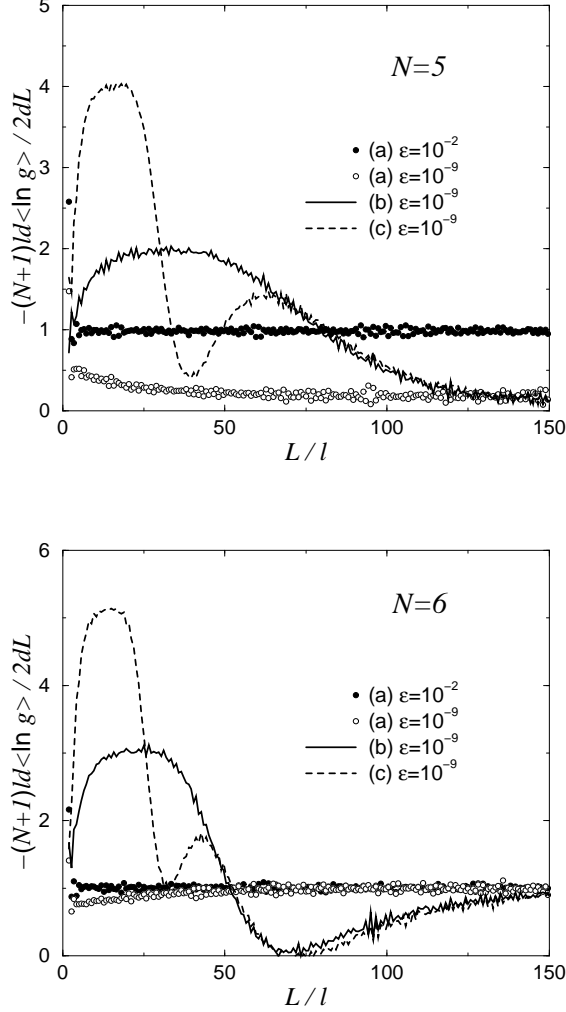 5
4
3
2
1
0
N=5
(a) ε=10⁻²
(a) ε=10⁻⁹
(b) ε=10⁻⁹
(c) ε=10⁻⁹
−(N+1)ld<ln g> / 2dL
0 50 100 150
L / l
6
4
2
0
N=6
(a) ε=10⁻²
(a) ε=10⁻⁹
(b) ε=10⁻⁹
(c) ε=10⁻⁹
−(N+1)ld<ln g> / 2dL
0 50 100 150
L / l